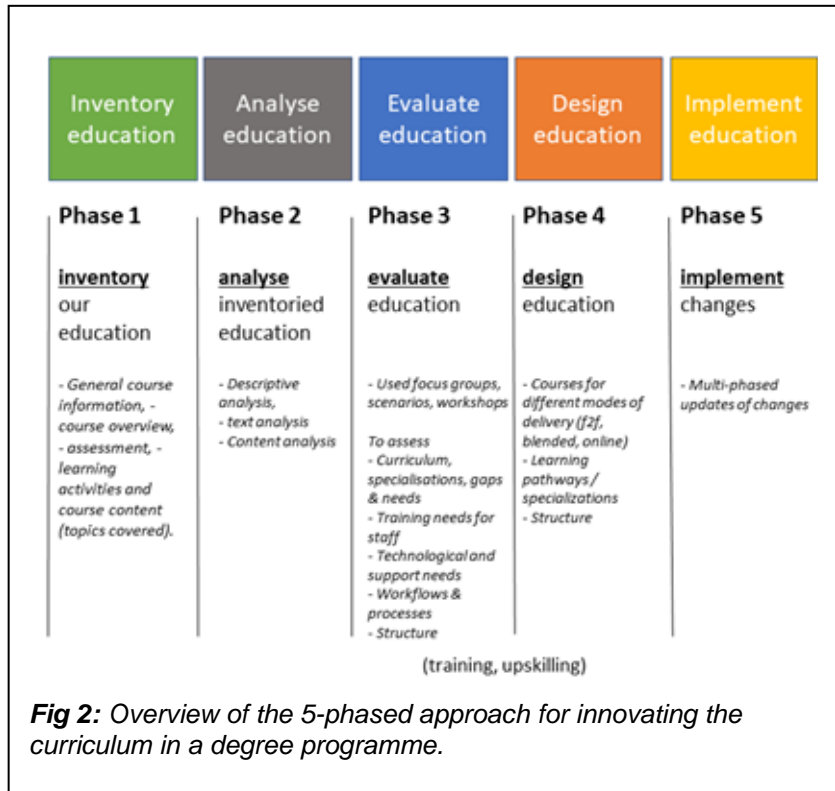 Inventory
education
Analyse
education
Evaluate
education
Design
education
Implement
education
Phase 1
inventory
our
education
- General course
information, -
course overview,
- assessment, -
learning
activities and
course content
(topics covered).
Phase 2
analyse
inventoried
education
- Descriptive
analysis,
- text analysis
- Content analysis
Phase 3
evaluate
education
- Used focus groups,
scenarios, workshops
To assess
- Curriculum,
specialisations, gaps
& needs
- Training needs for
staff
- Technological and
support needs
- Workflows &
processes
- Structure
Phase 4
design
education
- Courses for
different modes of
delivery (f2f,
blended, online)
- Learning
pathways /
specializations
- Structure
Phase 5
implement
changes
- Multi-phased
updates of changes
(training, upskilling)
Fig 2: Overview of the 5-phased approach for innovating the
curriculum in a degree programme.